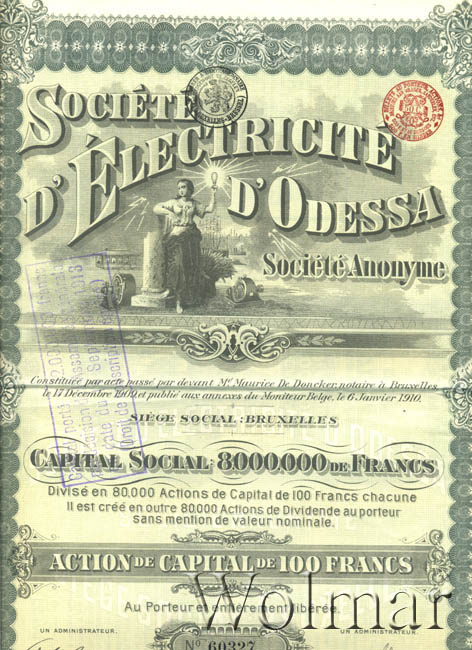 SOCIÉTÉ
D'ÉLECTRICITÉ
D'ODESSA
Société Anonyme
Constituée par acte passé par devant Me Maurice De Doncker, notaire à Bruxelles
le 17 Décembre 1909, et publié aux annexes du Moniteur Belge, le 6 Janvier 1910.
SIÈGE SOCIAL: BRUXELLES
CAPITAL SOCIAL: 8.000.000 DE FRANCS
Divisé en 80,000 Actions de Capital de 100 Francs chacune
Il est créé en outre 80,000 Actions de Dividende au porteur
sans mention de valeur nominale.
ACTION DE CAPITAL DE 100 FRANCS
Wolmar
Au Porteur et entièrement libérée.
UN ADMINISTRATEUR.
UN ADMINISTRATEUR.
No 60327